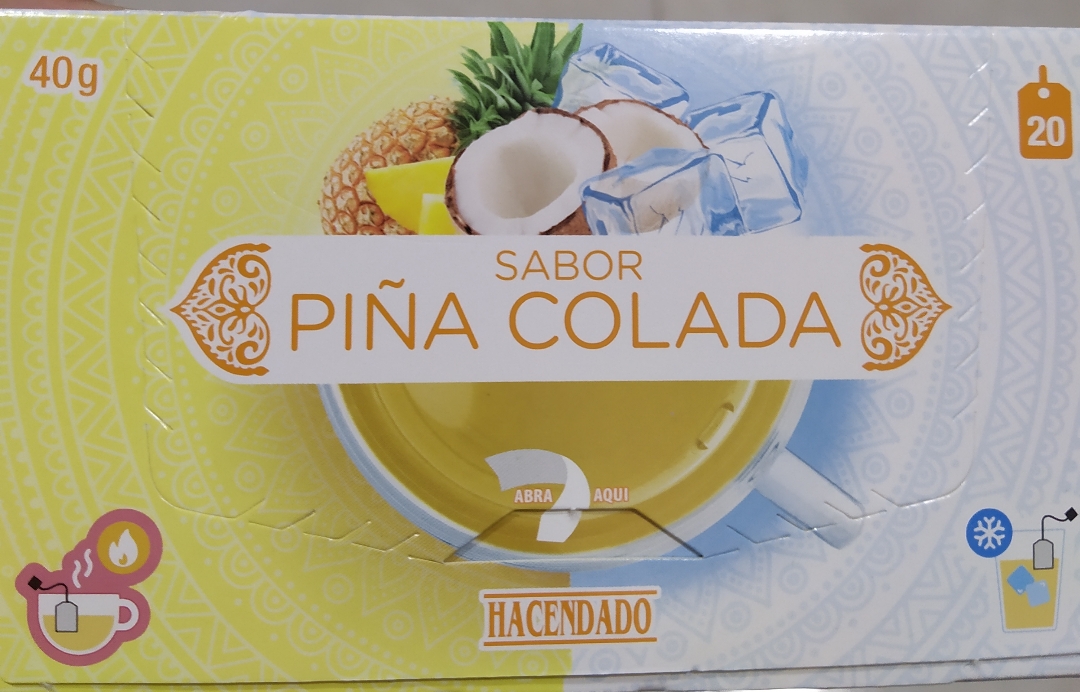 40g
20
SABOR
PIÑA COLADA
ABRA AQUI
HACENDADO